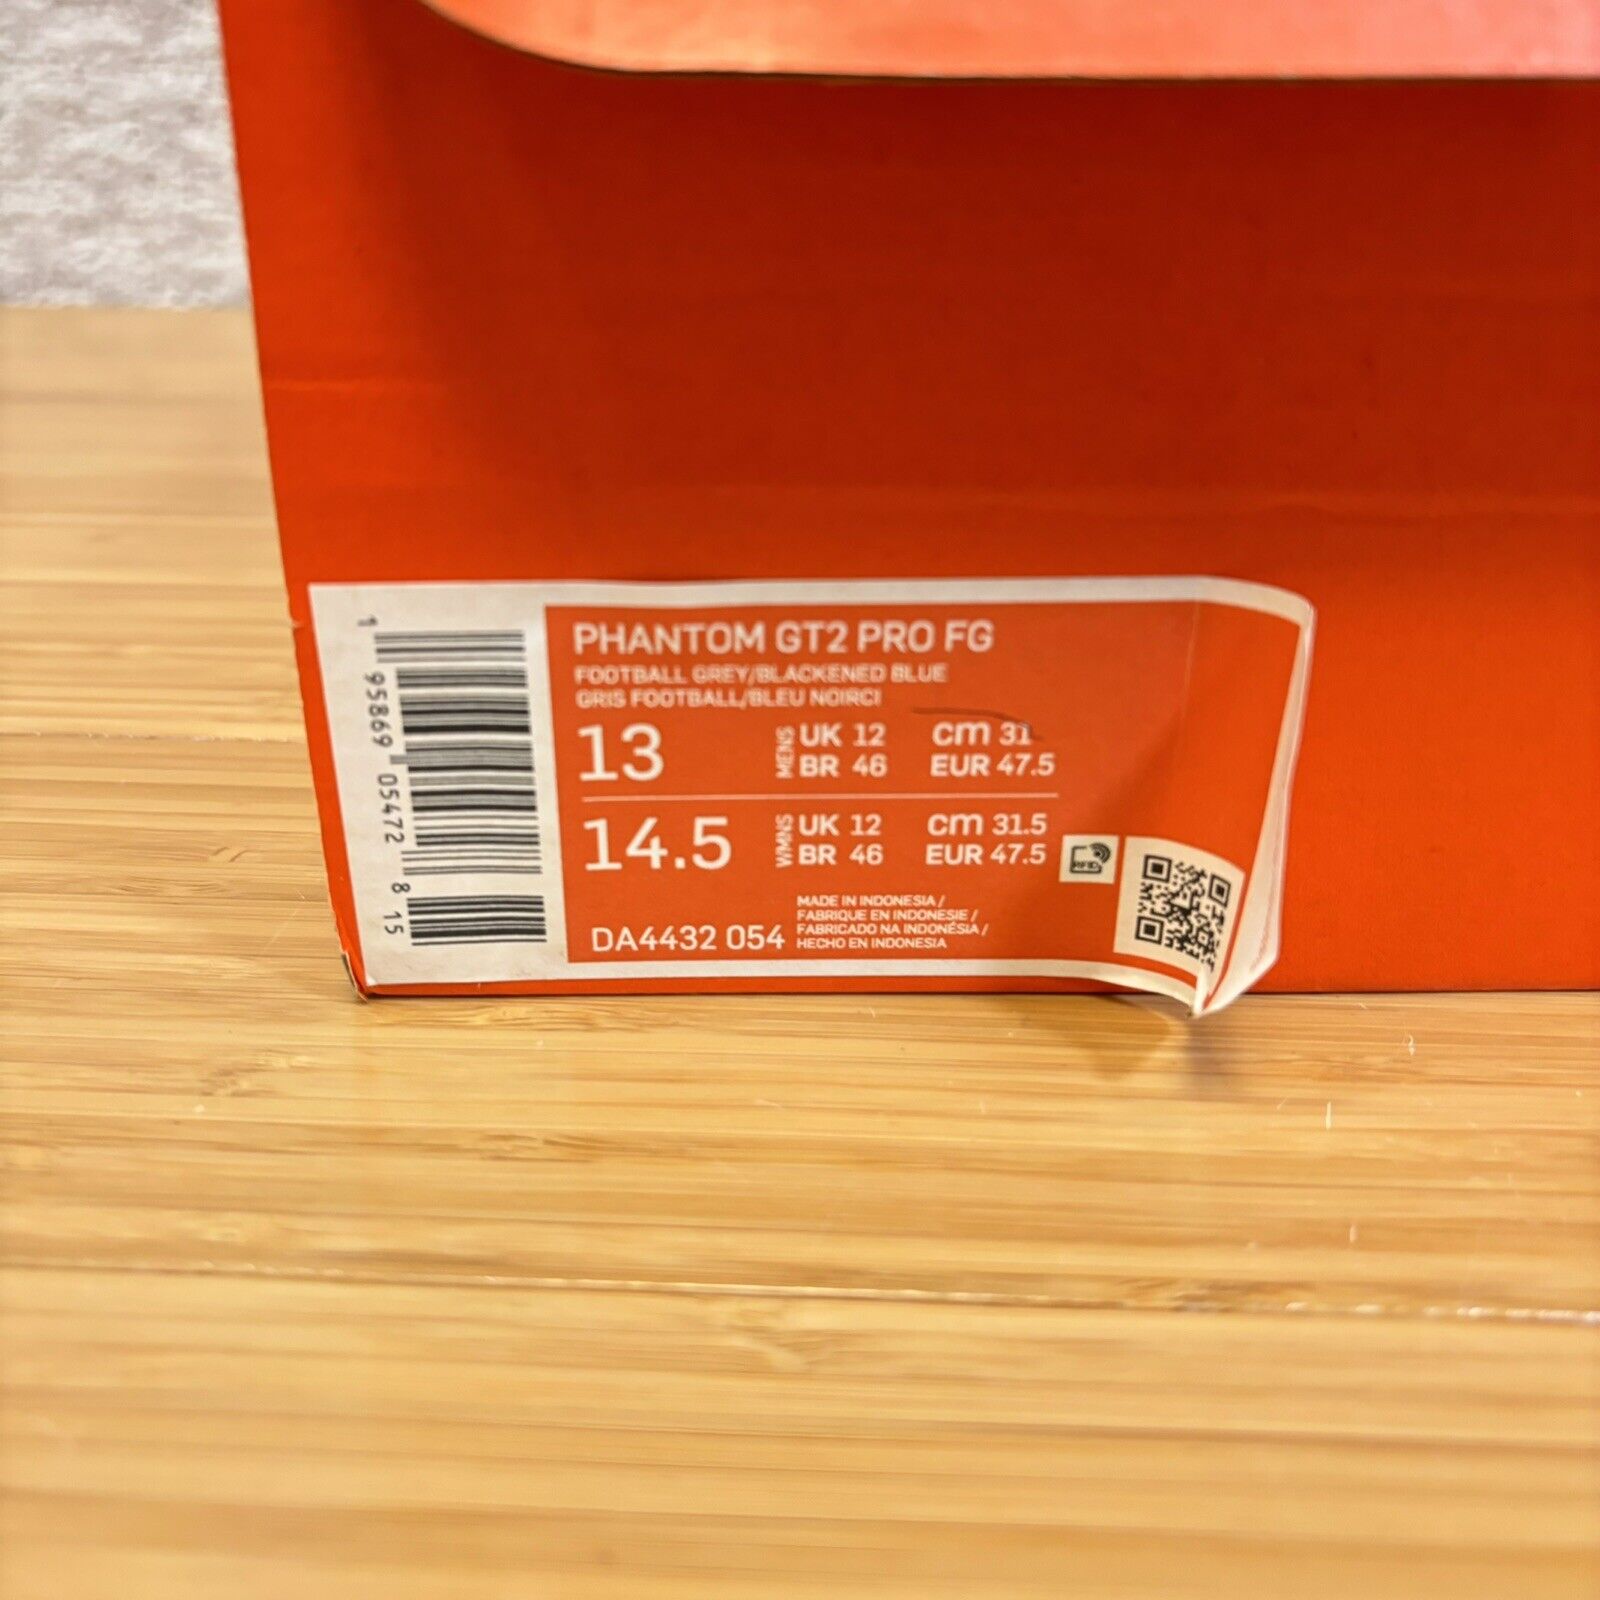 PHANTOM GT2 PRO FG
FOOTBALL GREY/BLACKENED BLUE
GRIS FOOTBALL/BLEU NOIRCI
13 MENS UK 12 cm 31
BR 46 EUR 47.5
14.5 WMNS UK 12 cm 31.5
BR 46 EUR 47.5
RFID
DA4432 054
MADE IN INDONESIA /
FABRIQUE EN INDONESIE /
FABRICADO NA INDONÉSIA /
HECHO EN INDONESIA
1 95869 05472 8 15